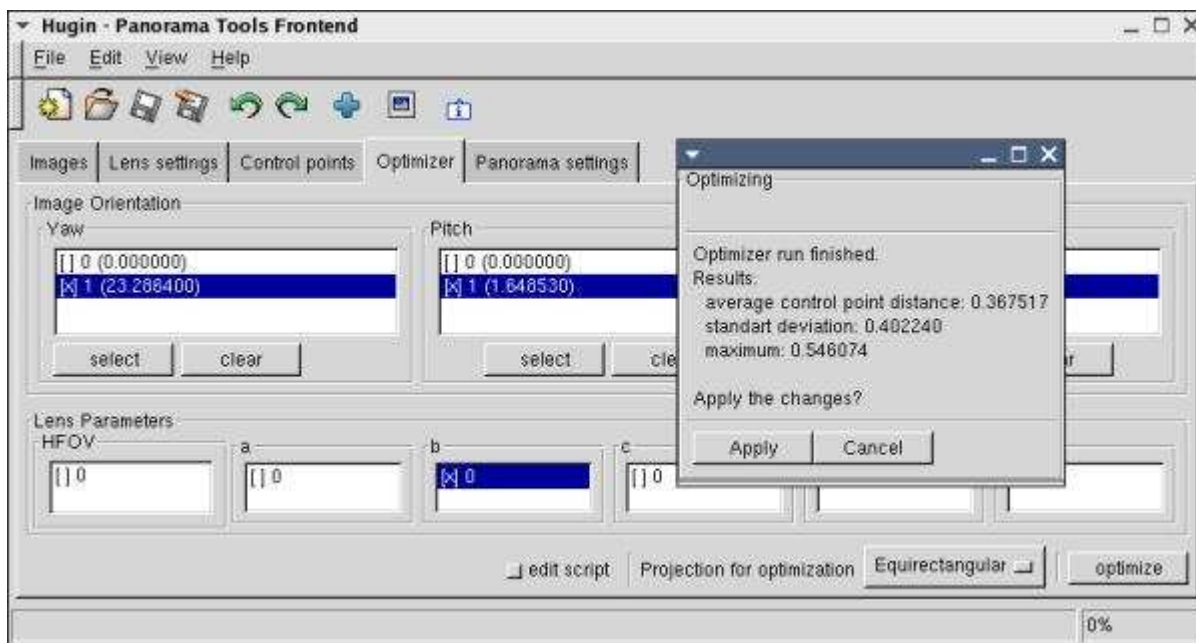 Hugin - Panorama Tools Frontend
File Edit View Help
Images Lens settings Control points Optimizer Panorama settings
Image Orientation
Yaw
[ ] 0 (0.000000)
[x] 1 (23.286400)
select clear
Pitch
[ ] 0 (0.000000)
[x] 1 (1.648530)
select cle
Optimizing
Optimizer run finished.
Results.
average control point distance: 0.367517
standart deviation: 0.402240
maximum: 0.546074
Apply the changes?
Apply Cancel
Lens Parameters
HFOV
[ ] 0
a
[ ] 0
b
[x] 0
c
[ ] 0
edit script Projection for optimization Equirectangular optimize
0%